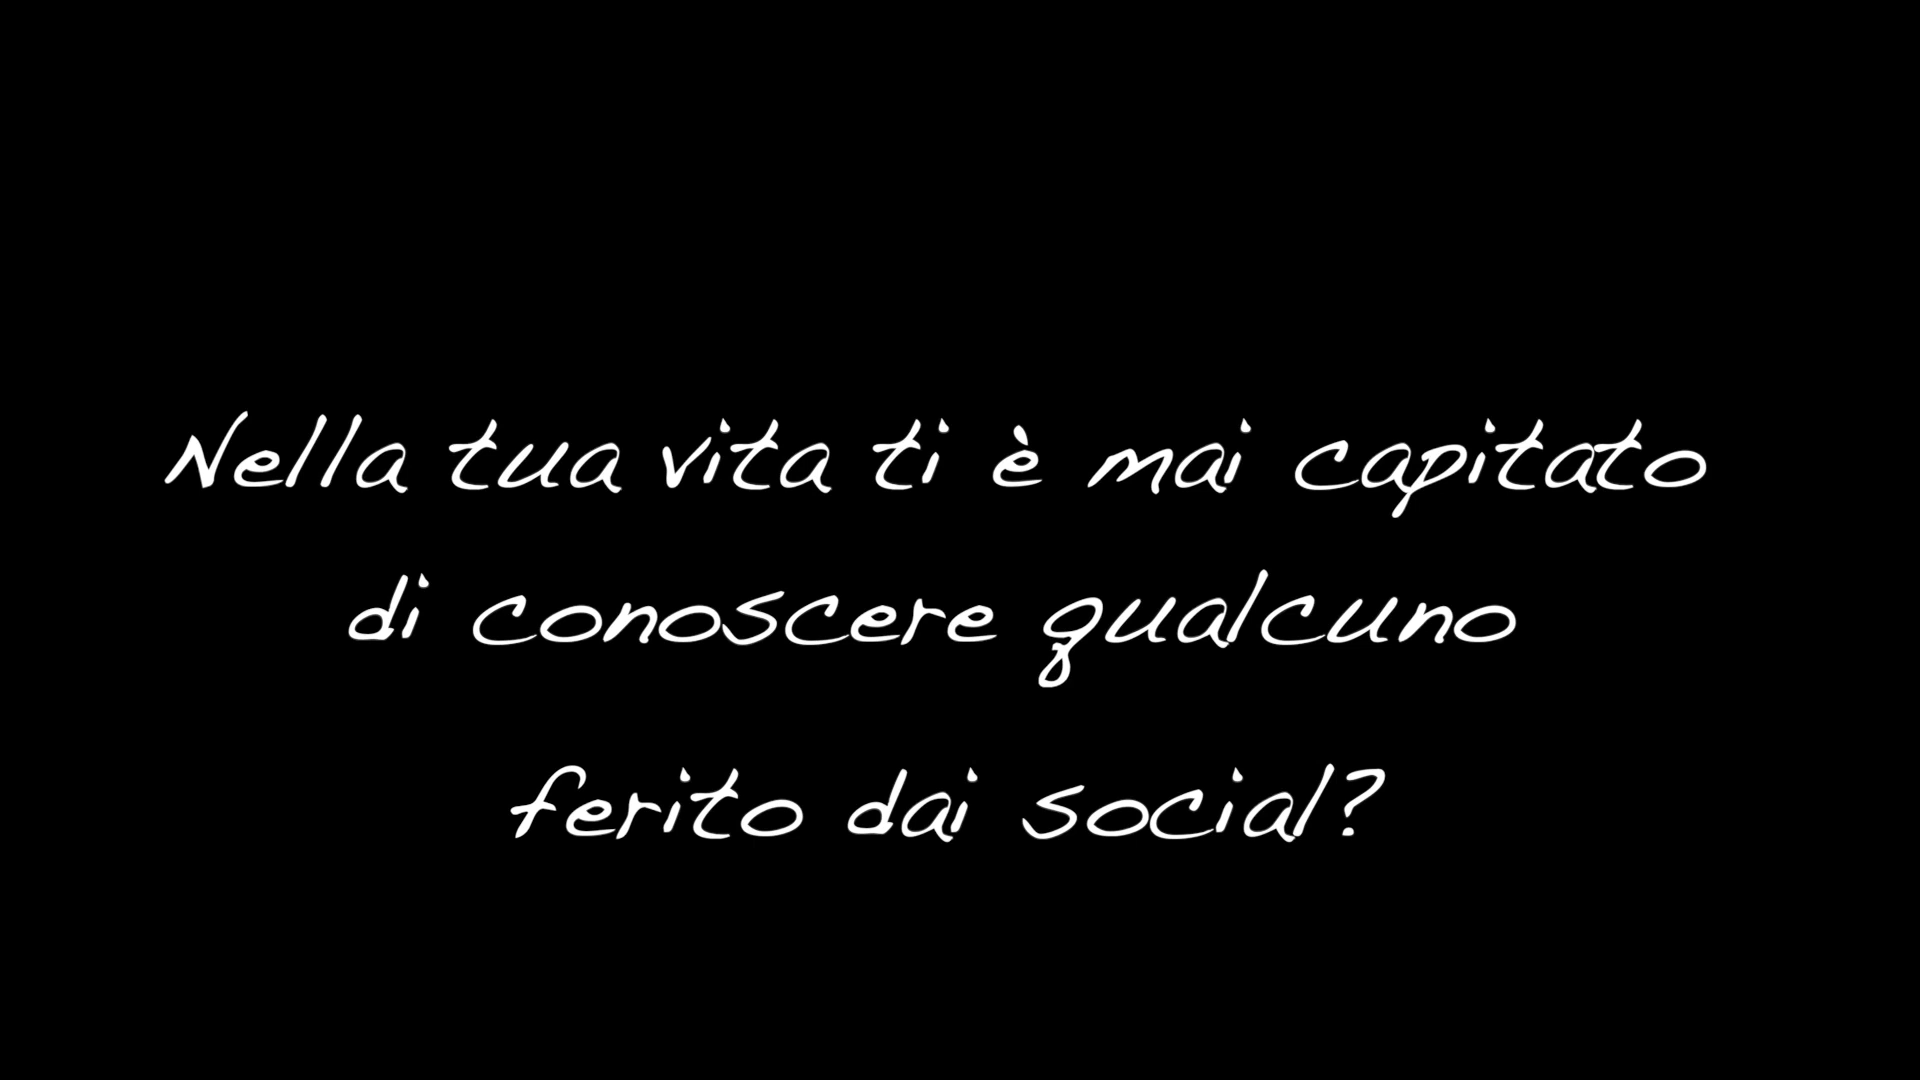 Nella tua vita ti è mai capitato
di conoscere qualcuno
ferito dai social?